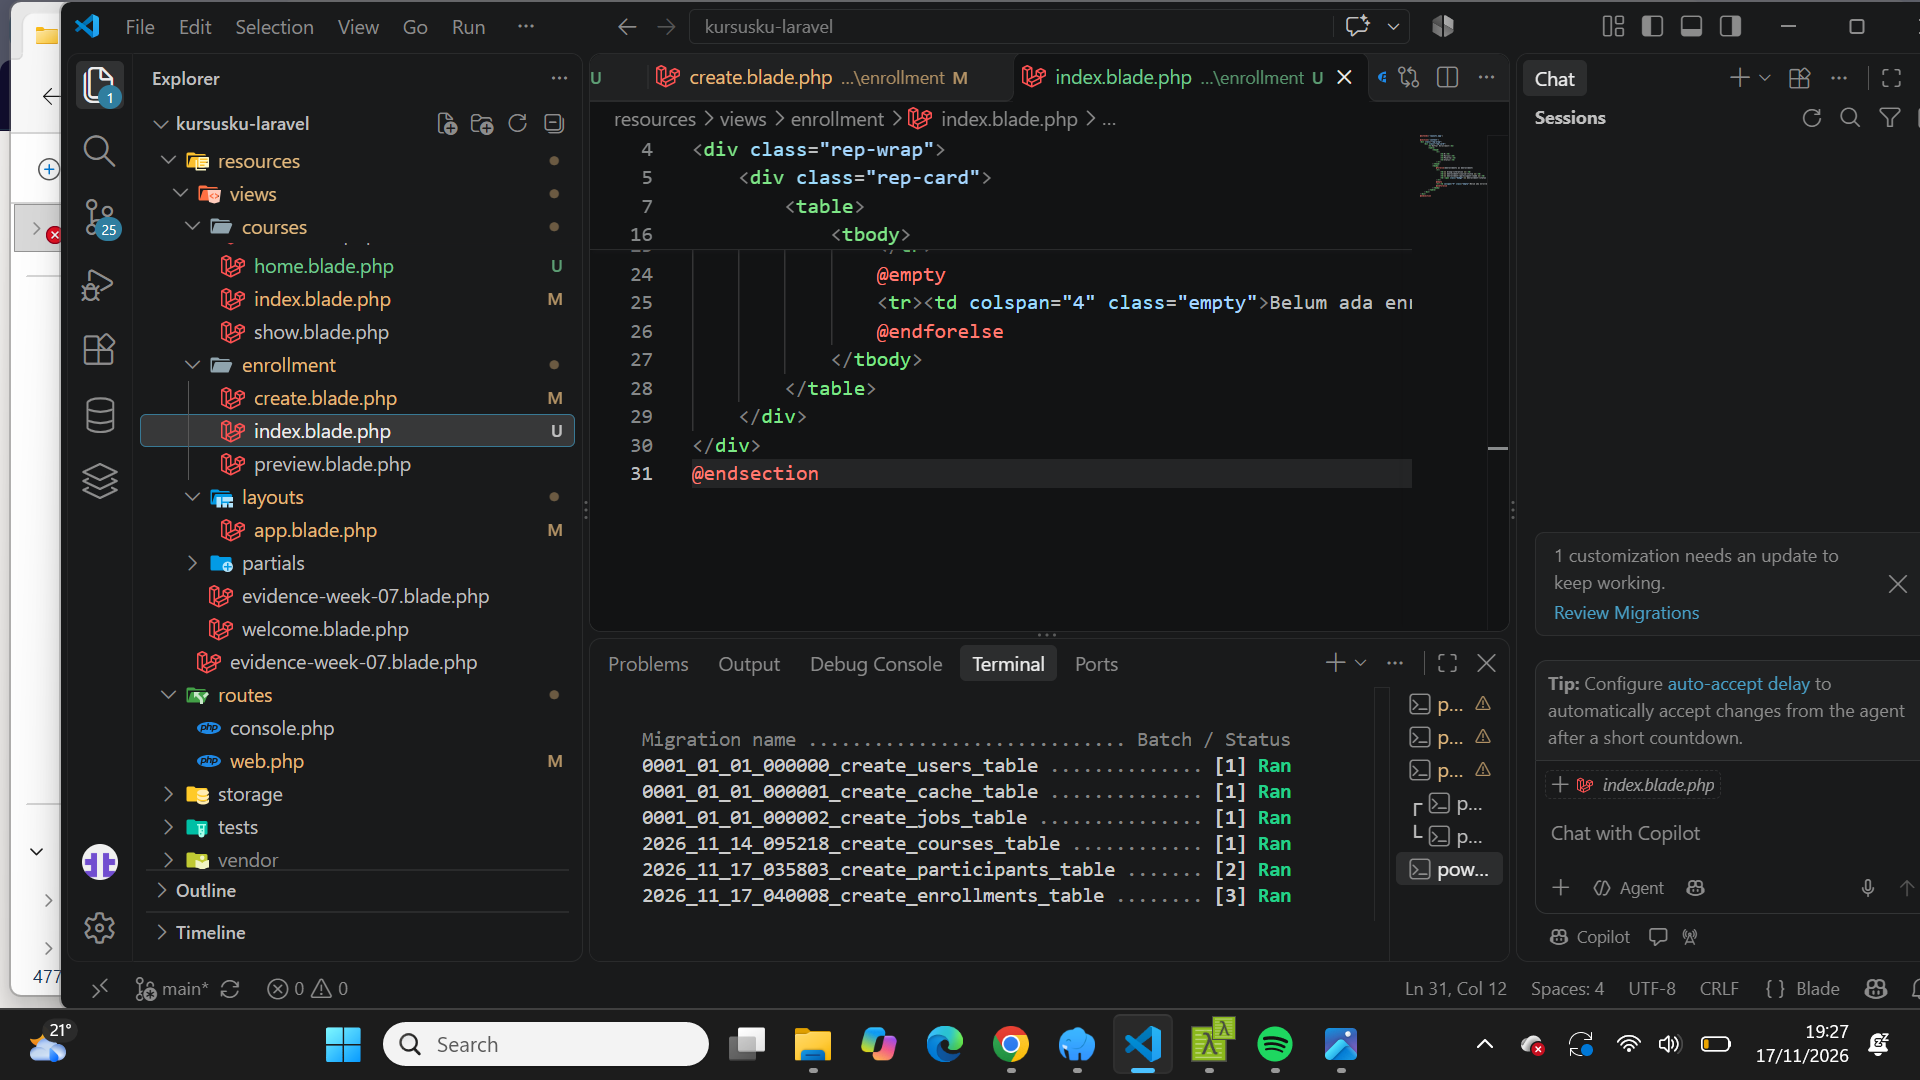 File Edit Selection View Go Run ...
kursusku-laravel
Explorer
kursusku-laravel
resources
views
courses
home.blade.php U
index.blade.php M
show.blade.php
enrollment
create.blade.php M
index.blade.php U
preview.blade.php
layouts
app.blade.php M
partials
evidence-week-07.blade.php
welcome.blade.php
evidence-week-07.blade.php
routes
console.php
web.php M
storage
tests
vendor
Outline
Timeline
1
25
477
U
create.blade.php ...\enrollment M
index.blade.php ...\enrollment U
resources > views > enrollment > index.blade.php > ...
4 <div class="rep-wrap">
5 <div class="rep-card">
7 <table>
16 <tbody>
24 @empty
25 <tr><td colspan="4" class="empty">Belum ada enr
26 @endforelse
27 </tbody>
28 </table>
29 </div>
30 </div>
31 @endsection
Problems Output Debug Console Terminal Ports
Migration name ............................. Batch / Status
0001_01_01_000000_create_users_table .............. [1] Ran
0001_01_01_000001_create_cache_table .............. [1] Ran
0001_01_01_000002_create_jobs_table ............... [1] Ran
2026_11_14_095218_create_courses_table ............ [1] Ran
2026_11_17_035803_create_participants_table ....... [2] Ran
2026_11_17_040008_create_enrollments_table ........ [3] Ran
p...
p...
p...
p...
p...
pow...
Chat
Sessions
1 customization needs an update to
keep working.
Review Migrations
Tip: Configure auto-accept delay to
automatically accept changes from the agent
after a short countdown.
index.blade.php
Chat with Copilot
Agent
Copilot
main* 0 0
Ln 31, Col 12 Spaces: 4 UTF-8 CRLF { } Blade
21°
Search
19:27
17/11/2026